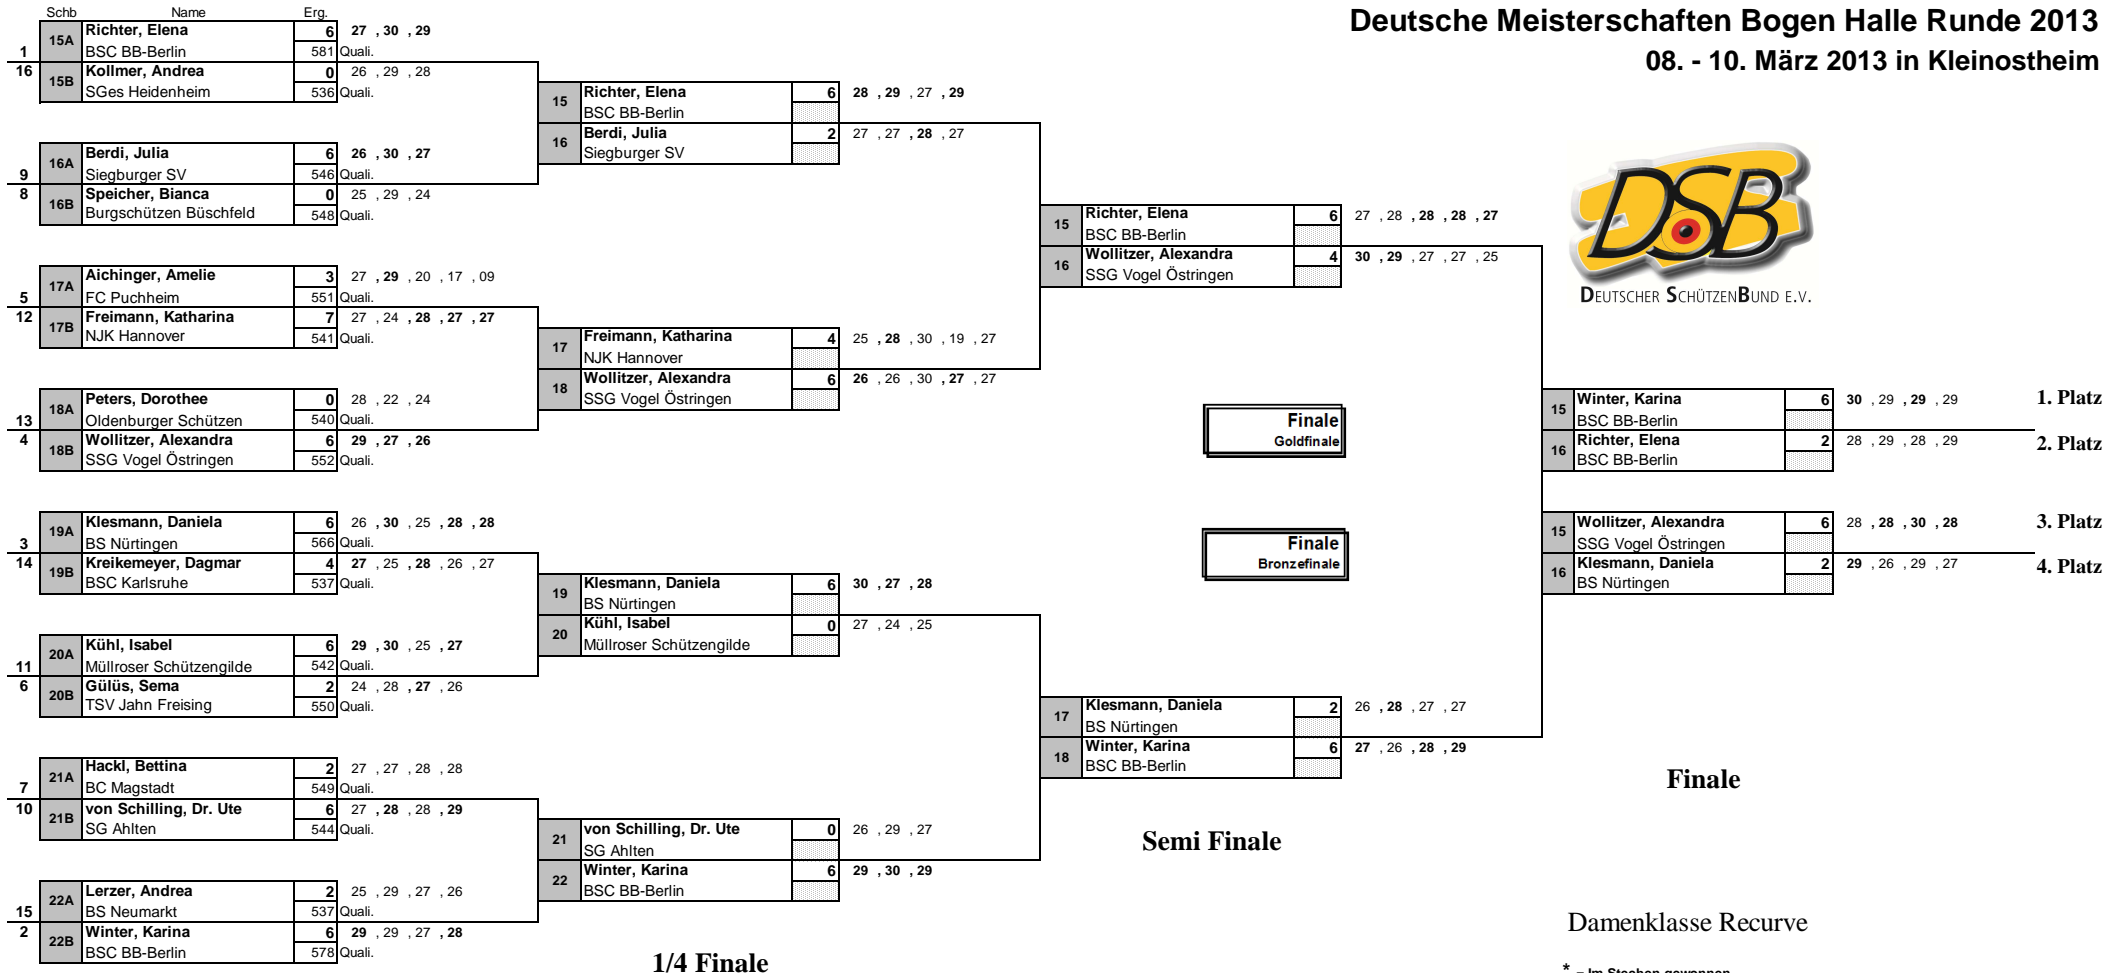 Deutsche Meisterschaften Bogen Halle Runde 2013
08. - 10. März 2013 in Kleinostheim
Schb Name Erg.
15A Richter, Elena 6 27 , 30 , 29
1 BSC BB-Berlin 581 Quali.
16 15B Kollmer, Andrea 0 26 , 29 , 28
SGes Heidenheim 536 Quali.
16A Berdi, Julia 6 26 , 30 , 27
9 Siegburger SV 546 Quali.
8 16B Speicher, Bianca 0 25 , 29 , 24
Burgschützen Büschfeld 548 Quali.
17A Aichinger, Amelie 3 27 , 29 , 20 , 17 , 09
5 FC Puchheim 551 Quali.
12 17B Freimann, Katharina 7 27 , 24 , 28 , 27 , 27
NJK Hannover 541 Quali.
18A Peters, Dorothee 0 28 , 22 , 24
13 Oldenburger Schützen 540 Quali.
4 18B Wollitzer, Alexandra 6 29 , 27 , 26
SSG Vogel Östringen 552 Quali.
19A Klesmann, Daniela 6 26 , 30 , 25 , 28 , 28
3 BS Nürtingen 566 Quali.
14 19B Kreikemeyer, Dagmar 4 27 , 25 , 28 , 26 , 27
BSC Karlsruhe 537 Quali.
20A Kühl, Isabel 6 29 , 30 , 25 , 27
11 Müllroser Schützengilde 542 Quali.
6 20B Gülüs, Sema 2 24 , 28 , 27 , 26
TSV Jahn Freising 550 Quali.
21A Hackl, Bettina 2 27 , 27 , 28 , 28
7 BC Magstadt 549 Quali.
10 21B von Schilling, Dr. Ute 6 27 , 28 , 28 , 29
SG Ahlten 544 Quali.
22A Lerzer, Andrea 2 25 , 29 , 27 , 26
15 BS Neumarkt 537 Quali.
2 22B Winter, Karina 6 29 , 29 , 27 , 28
BSC BB-Berlin 578 Quali.
15 Richter, Elena 6 28 , 29 , 27 , 29
BSC BB-Berlin
16 Berdi, Julia 2 27 , 27 , 28 , 27
Siegburger SV
17 Freimann, Katharina 4 25 , 28 , 30 , 19 , 27
NJK Hannover
18 Wollitzer, Alexandra 6 26 , 26 , 30 , 27 , 27
SSG Vogel Östringen
19 Klesmann, Daniela 6 30 , 27 , 28
BS Nürtingen
20 Kühl, Isabel 0 27 , 24 , 25
Müllroser Schützengilde
21 von Schilling, Dr. Ute 0 26 , 29 , 27
SG Ahlten
22 Winter, Karina 6 29 , 30 , 29
BSC BB-Berlin
1/4 Finale
15 Richter, Elena 6 27 , 28 , 28 , 28 , 27
BSC BB-Berlin
16 Wollitzer, Alexandra 4 30 , 29 , 27 , 27 , 25
SSG Vogel Östringen
17 Klesmann, Daniela 2 26 , 28 , 27 , 27
BS Nürtingen
18 Winter, Karina 6 27 , 26 , 28 , 29
BSC BB-Berlin
Semi Finale
DSB
DEUTSCHER SCHÜTZENBUND E.V.
Finale
Goldfinale
15 Winter, Karina 6 30 , 29 , 29 , 29 1. Platz
BSC BB-Berlin
16 Richter, Elena 2 28 , 29 , 28 , 29 2. Platz
BSC BB-Berlin
Finale
Bronzefinale
15 Wollitzer, Alexandra 6 28 , 28 , 30 , 28 3. Platz
SSG Vogel Östringen
16 Klesmann, Daniela 2 29 , 26 , 29 , 27 4. Platz
BS Nürtingen
Finale
Damenklasse Recurve
* = Im Stechen gewonnen